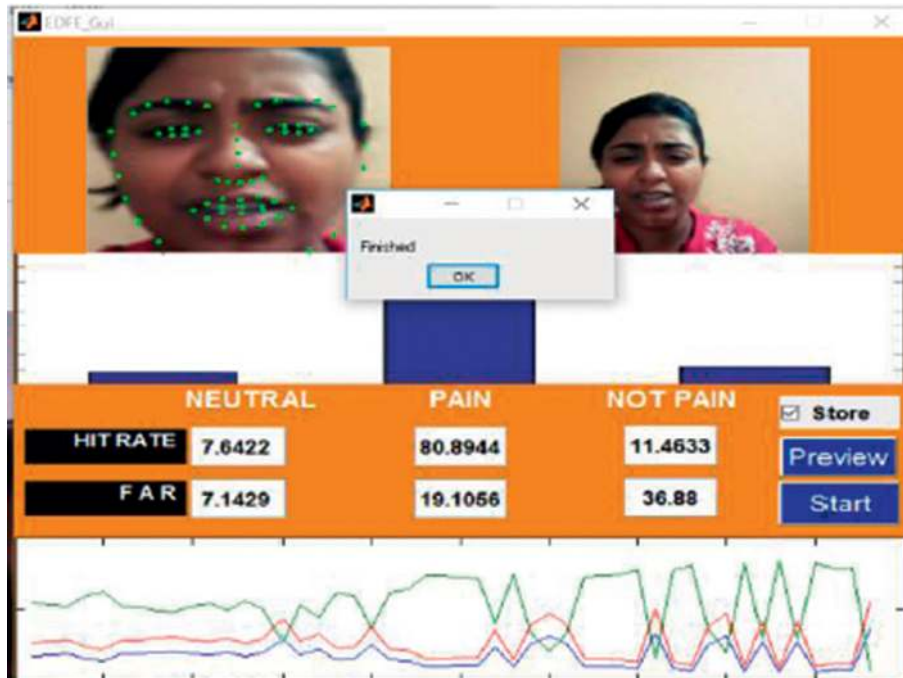 EDFE_Gui
Finished
OK
NEUTRAL PAIN NOT PAIN
Store
HIT RATE 7.6422 80.8944 11.4633
Preview
F A R 7.1429 19.1056 36.88
Start